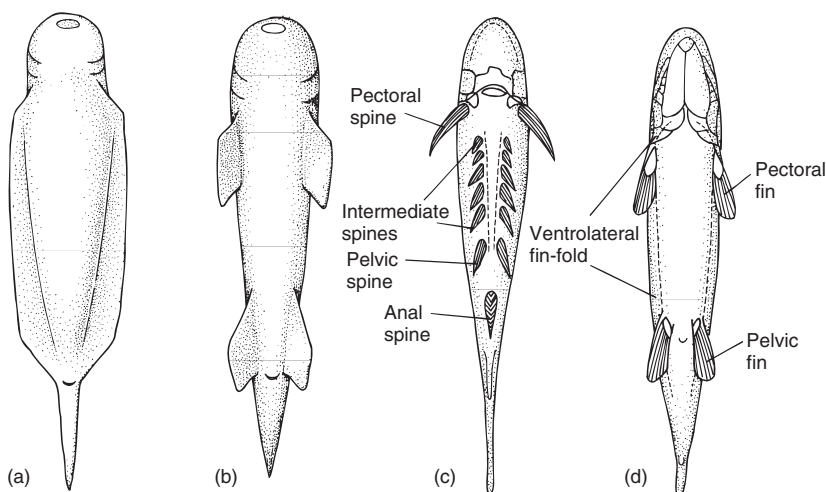 Pectoral
spine
Intermediate
spines
Pelvic
spine
Anal
spine
Ventrolateral
fin-fold
Pectoral
fin
Pelvic
fin
(a)
(b)
(c)
(d)